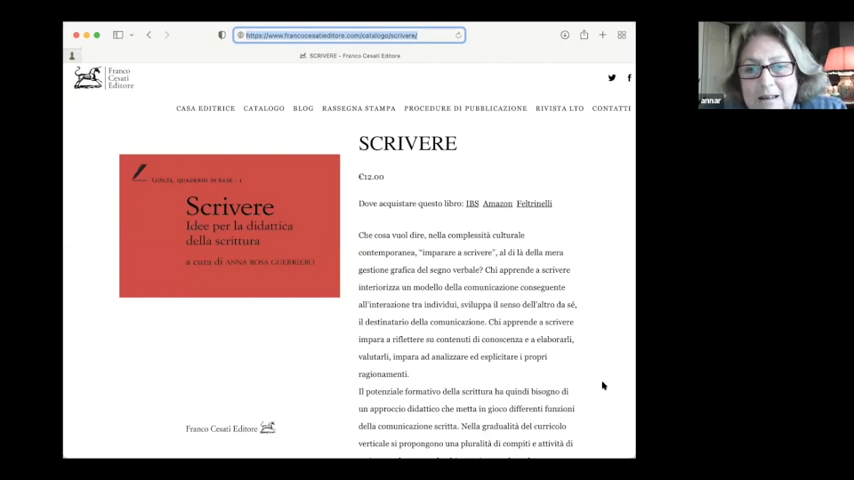 https://www.francocesatieditore.com/catalogo/scrivere/
SCRIVERE - Franco Cesati Editore
Franco
Cesati
Editore
CASA EDITRICE CATALOGO BLOG RASSEGNA STAMPA PROCEDURE DI PUBBLICAZIONE RIVISTA LTO CONTATTI
annar
SCRIVERE
€12.00
Dove acquistare questo libro: IBS Amazon Feltrinelli
Giscel, quaderni di base - 1
Scrivere
Idee per la didattica
della scrittura
a cura di ANNA ROSA GUERRIERO
Franco Cesati Editore
Che cosa vuol dire, nella complessità culturale
contemporanea, “imparare a scrivere”, al di là della mera
gestione grafica del segno verbale? Chi apprende a scrivere
interiorizza un modello della comunicazione conseguente
all’interazione tra individui, sviluppa il senso dell’altro da sé,
il destinatario della comunicazione. Chi apprende a scrivere
impara a riflettere su contenuti di conoscenza e a elaborarli,
valutarli, impara ad analizzare ed esplicitare i propri
ragionamenti.
Il potenziale formativo della scrittura ha quindi bisogno di
un approccio didattico che metta in gioco differenti funzioni
della comunicazione scritta. Nella gradualità del curricolo
verticale si propongono una pluralità di compiti e attività di